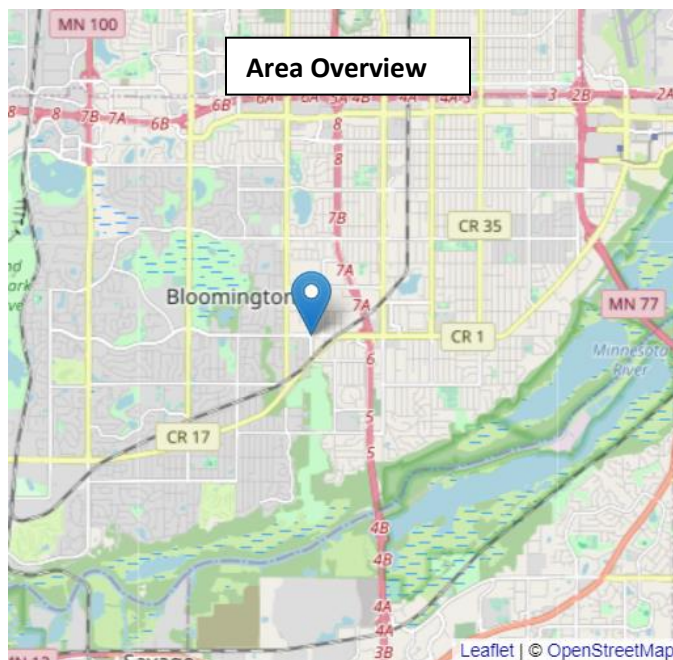 MN 100
Area Overview
6B
6A
6A
5A
4B
4A
4A
3
3
2B
2A
8
8
7B
7A
6B
8
8
7B
CR 35
7A
Bloomington
7A
MN 77
CR 1
6
Minnesota
River
5
CR 17
5
4B
4B
4A
4A
3B
Savage
Leaflet | © OpenStreetMap